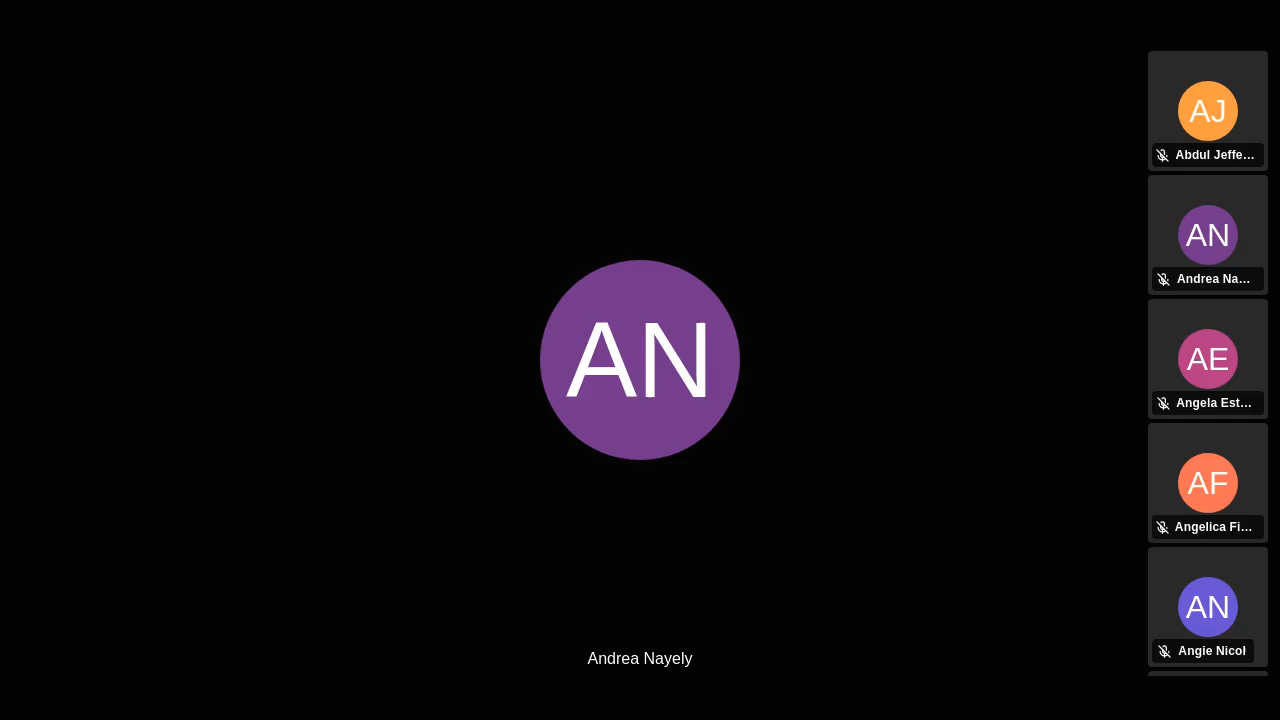 AN
Andrea Nayely
AJ
Abdul Jeffe...
AN
Andrea Na...
AE
Angela Est...
AF
Angelica Fi...
AN
Angie Nicol